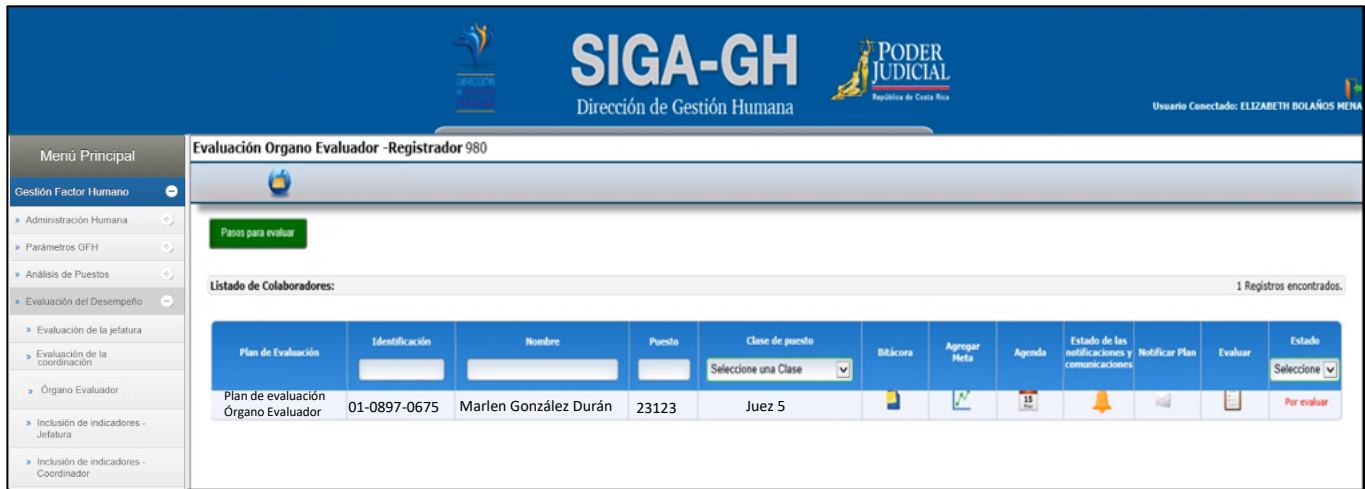 SIGA-GH
Dirección de Gestión Humana
PODER
JUDICIAL
República de Costa Rica
Usuario Conectado: ELIZABETH BOLAÑOS MENA
Menú Principal
Gestión Factor Humano
» Administración Humana
» Parámetros GFH
» Análisis de Puestos
» Evaluación del Desempeño
» Evaluación de la jefatura
» Evaluación de la
coordinación
» Órgano Evaluador
» Inclusión de indicadores -
Jefatura
» Inclusión de indicadores -
Coordinador
Evaluación Organo Evaluador -Registrador 980
Pasos para evaluar
Listado de Colaboradores: 1 Registros encontrados.
Plan de Evaluación
Identificación
Nombre
Puesto
Clase de puesto
Seleccione una Clase
Bitácora
Agregar
Meta
Agenda
Estado de las
notificaciones y
comunicaciones
Notificar Plan
Evaluar
Estado
Seleccione
Plan de evaluación
Órgano Evaluador
01-0897-0675
Marlen González Durán
23123
Juez 5
15
Por evaluar